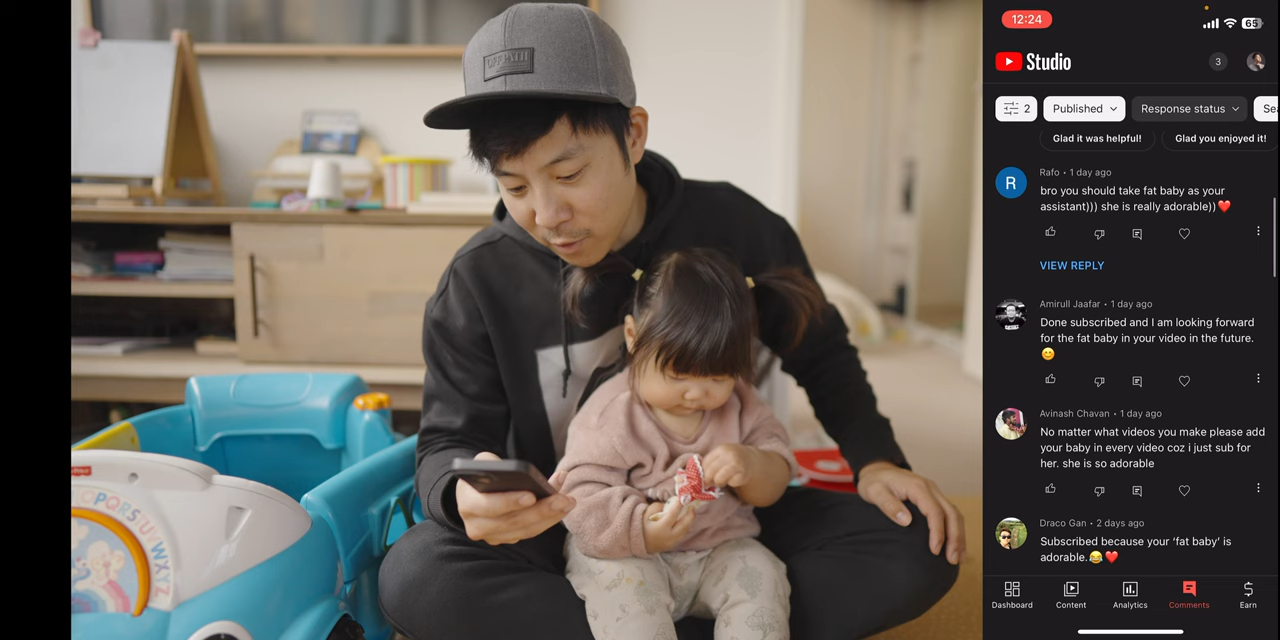 OFF PATH
PQRSTUVWXYZ
12:24
65
Studio
3
2
Published
Response status
Glad it was helpful!
Glad you enjoyed it!
R
Rafo • 1 day ago
bro you should take fat baby as your
assistant))) she is really adorable))❤️
VIEW REPLY
Amirull Jaafar • 1 day ago
Done subscribed and I am looking forward
for the fat baby in your video in the future.
😊
Avinash Chavan • 1 day ago
No matter what videos you make please add
your baby in every video coz i just sub for
her. she is so adorable
Draco Gan • 2 days ago
Subscribed because your ‘fat baby’ is
adorable.😂❤️
Dashboard
Content
Analytics
Comments
Earn